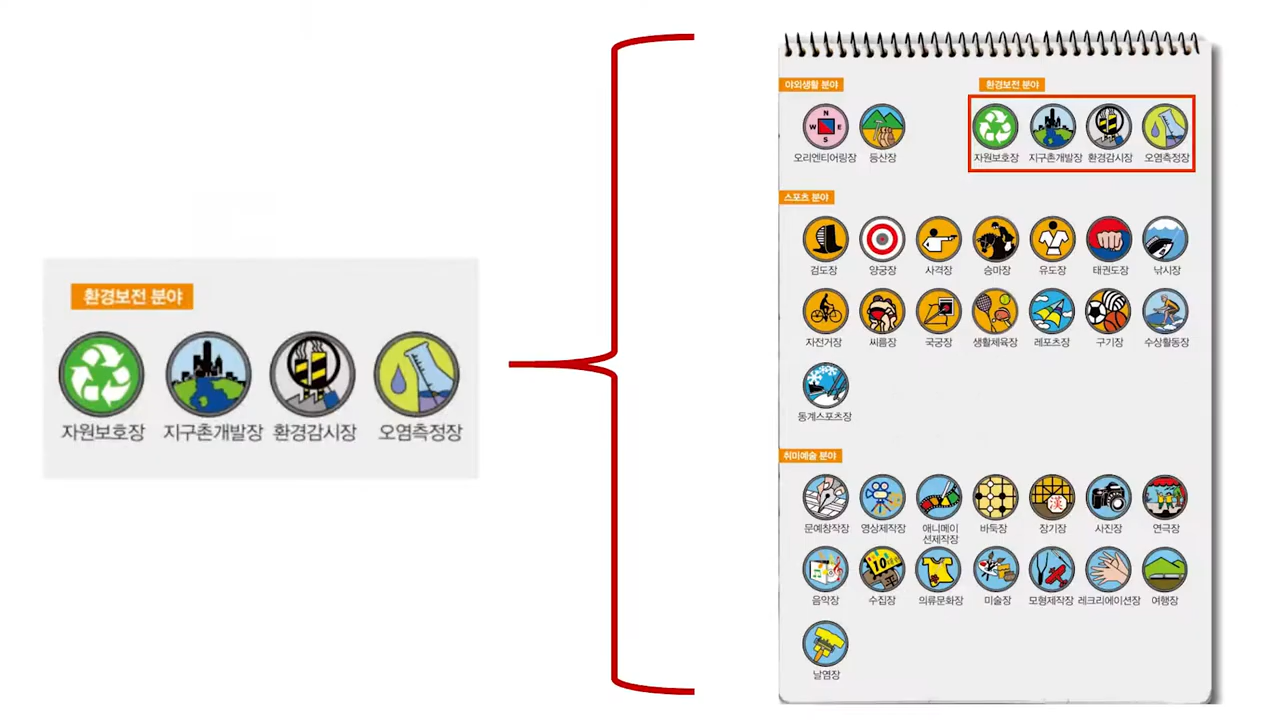 환경보전 분야
자원보호장 지구촌개발장 환경감시장 오염측정장
야외생활 분야 환경보전 분야
N
W E
S
오리엔티어링장 등산장 자원보호장 지구촌개발장 환경감시장 오염측정장
스포츠 분야
검도장 양궁장 사격장 승마장 유도장 태권도장 낚시장
자전거장 씨름장 국궁장 생활체육장 레포츠장 구기장 수상활동장
동계스포츠장
취미예술 분야
漢
문예창작장 영상제작장 애니메이 바둑장 장기장 사진장 연극장
션제작장
10
음악장 수집장 의류문화장 미술장 모형제작장 레크리에이션장 여행장
날염장